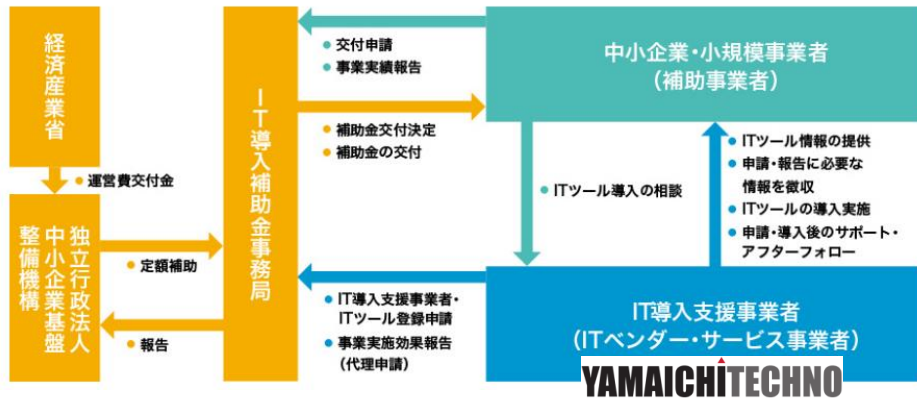 経済産業省
運営費交付金
独立行政法人
中小企業基盤
整備機構
定額補助
報告
IT導入補助金事務局
交付申請
事業実績報告
補助金交付決定
補助金の交付
中小企業・小規模事業者
(補助事業者)
ITツール導入の相談
ITツール情報の提供
申請・報告に必要な
情報を徴収
ITツールの導入実施
申請・導入後のサポート・
アフターフォロー
IT導入支援事業者・
ITツール登録申請
事業実施効果報告
(代理申請)
IT導入支援事業者
(ITベンダー・サービス事業者)
YAMAICHITECHNO